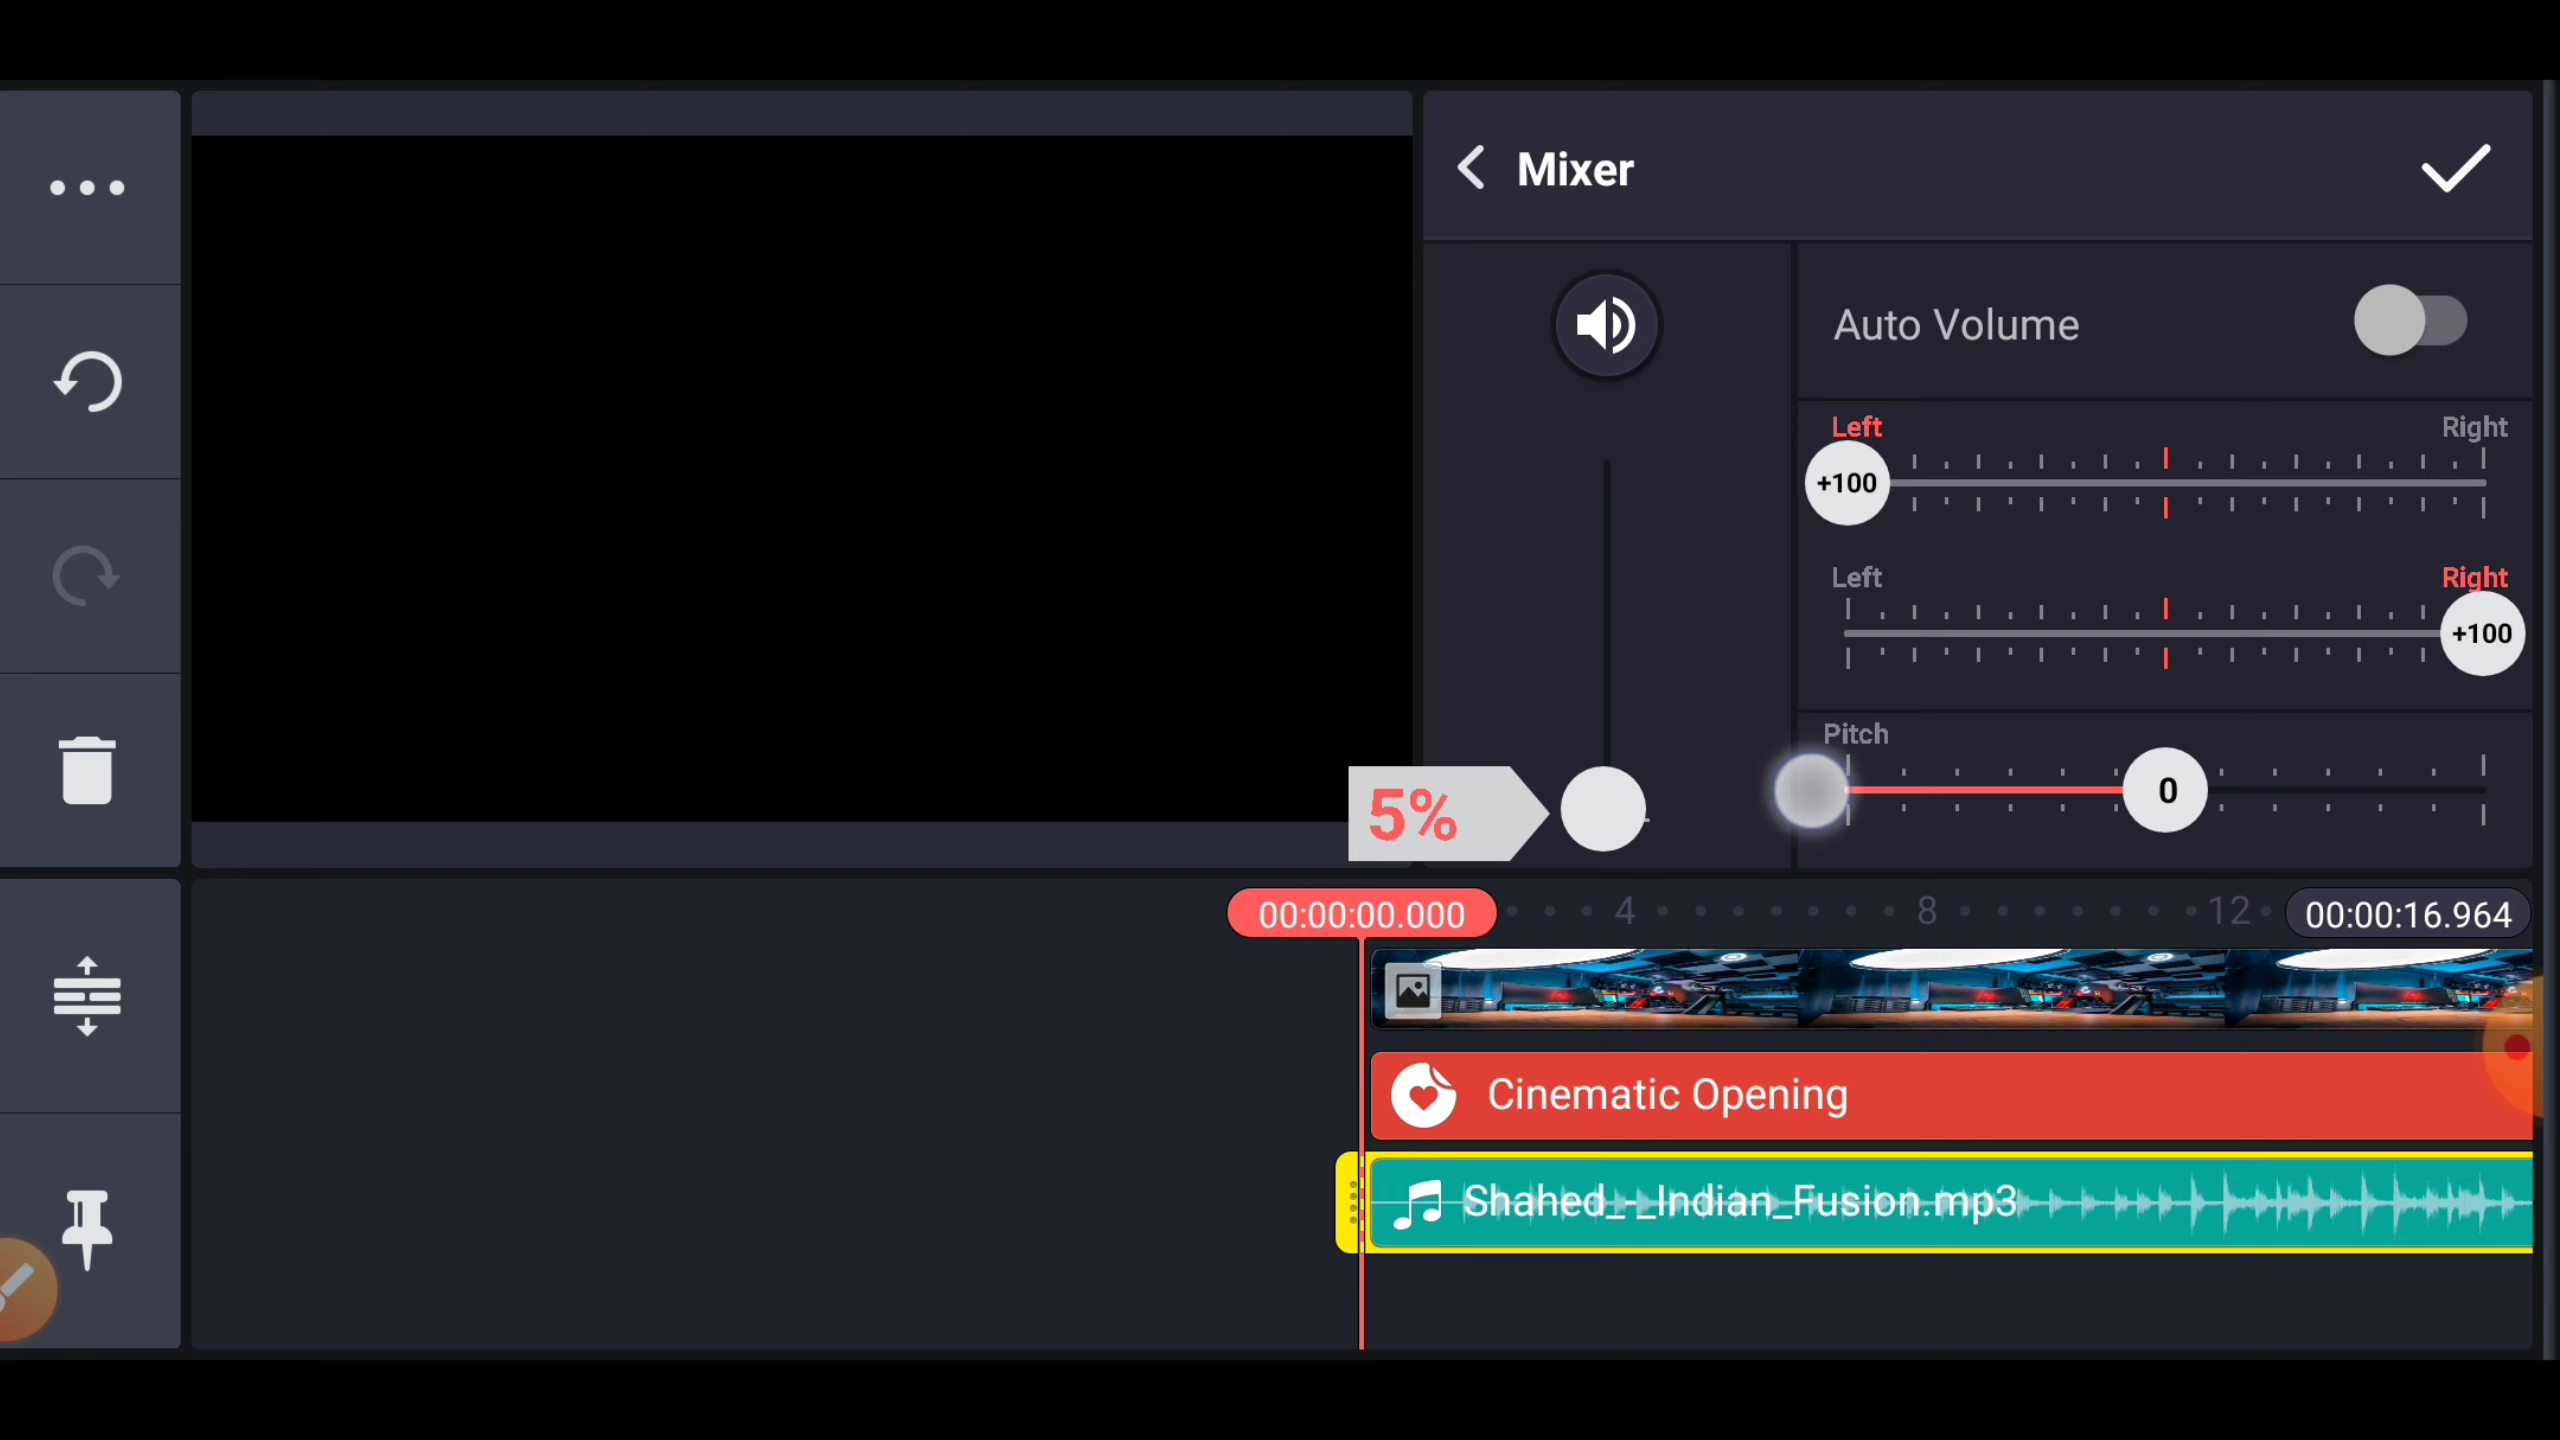 Mixer
Auto Volume
Left Right
+100
Left Right
+100
Pitch
0
5%
00:00:00.000 4 8 12 00:00:16.964
Cinematic Opening
Shahed_-_Indian_Fusion.mp3